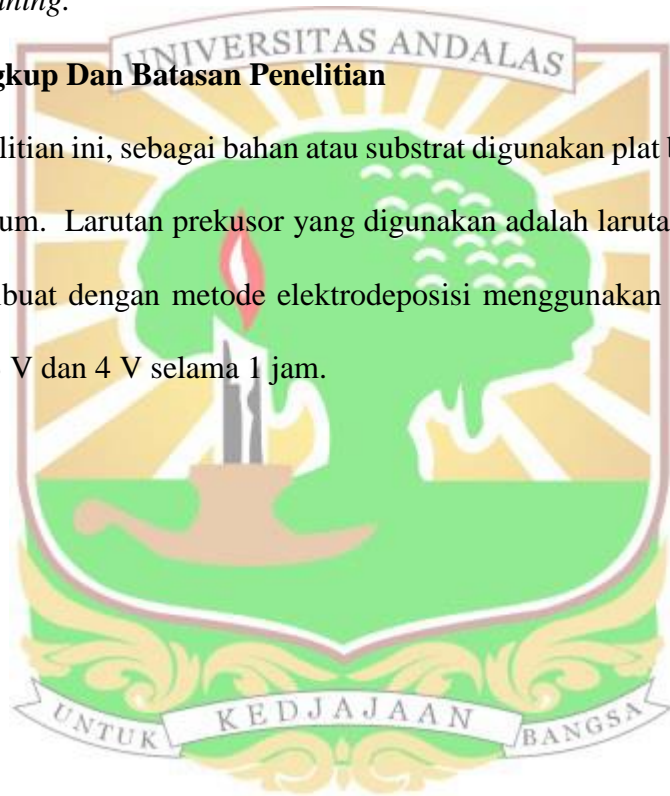 UNIVERSITAS ANDALAS
gkup Dan Batasan Penelitian
litian ini, sebagai bahan atau substrat digunakan plat
um. Larutan prekusor yang digunakan adalah laruta
buat dengan metode elektrodeposisi menggunakan
V dan 4 V selama 1 jam.
UNTUK KEDJAJAAN BANGSA